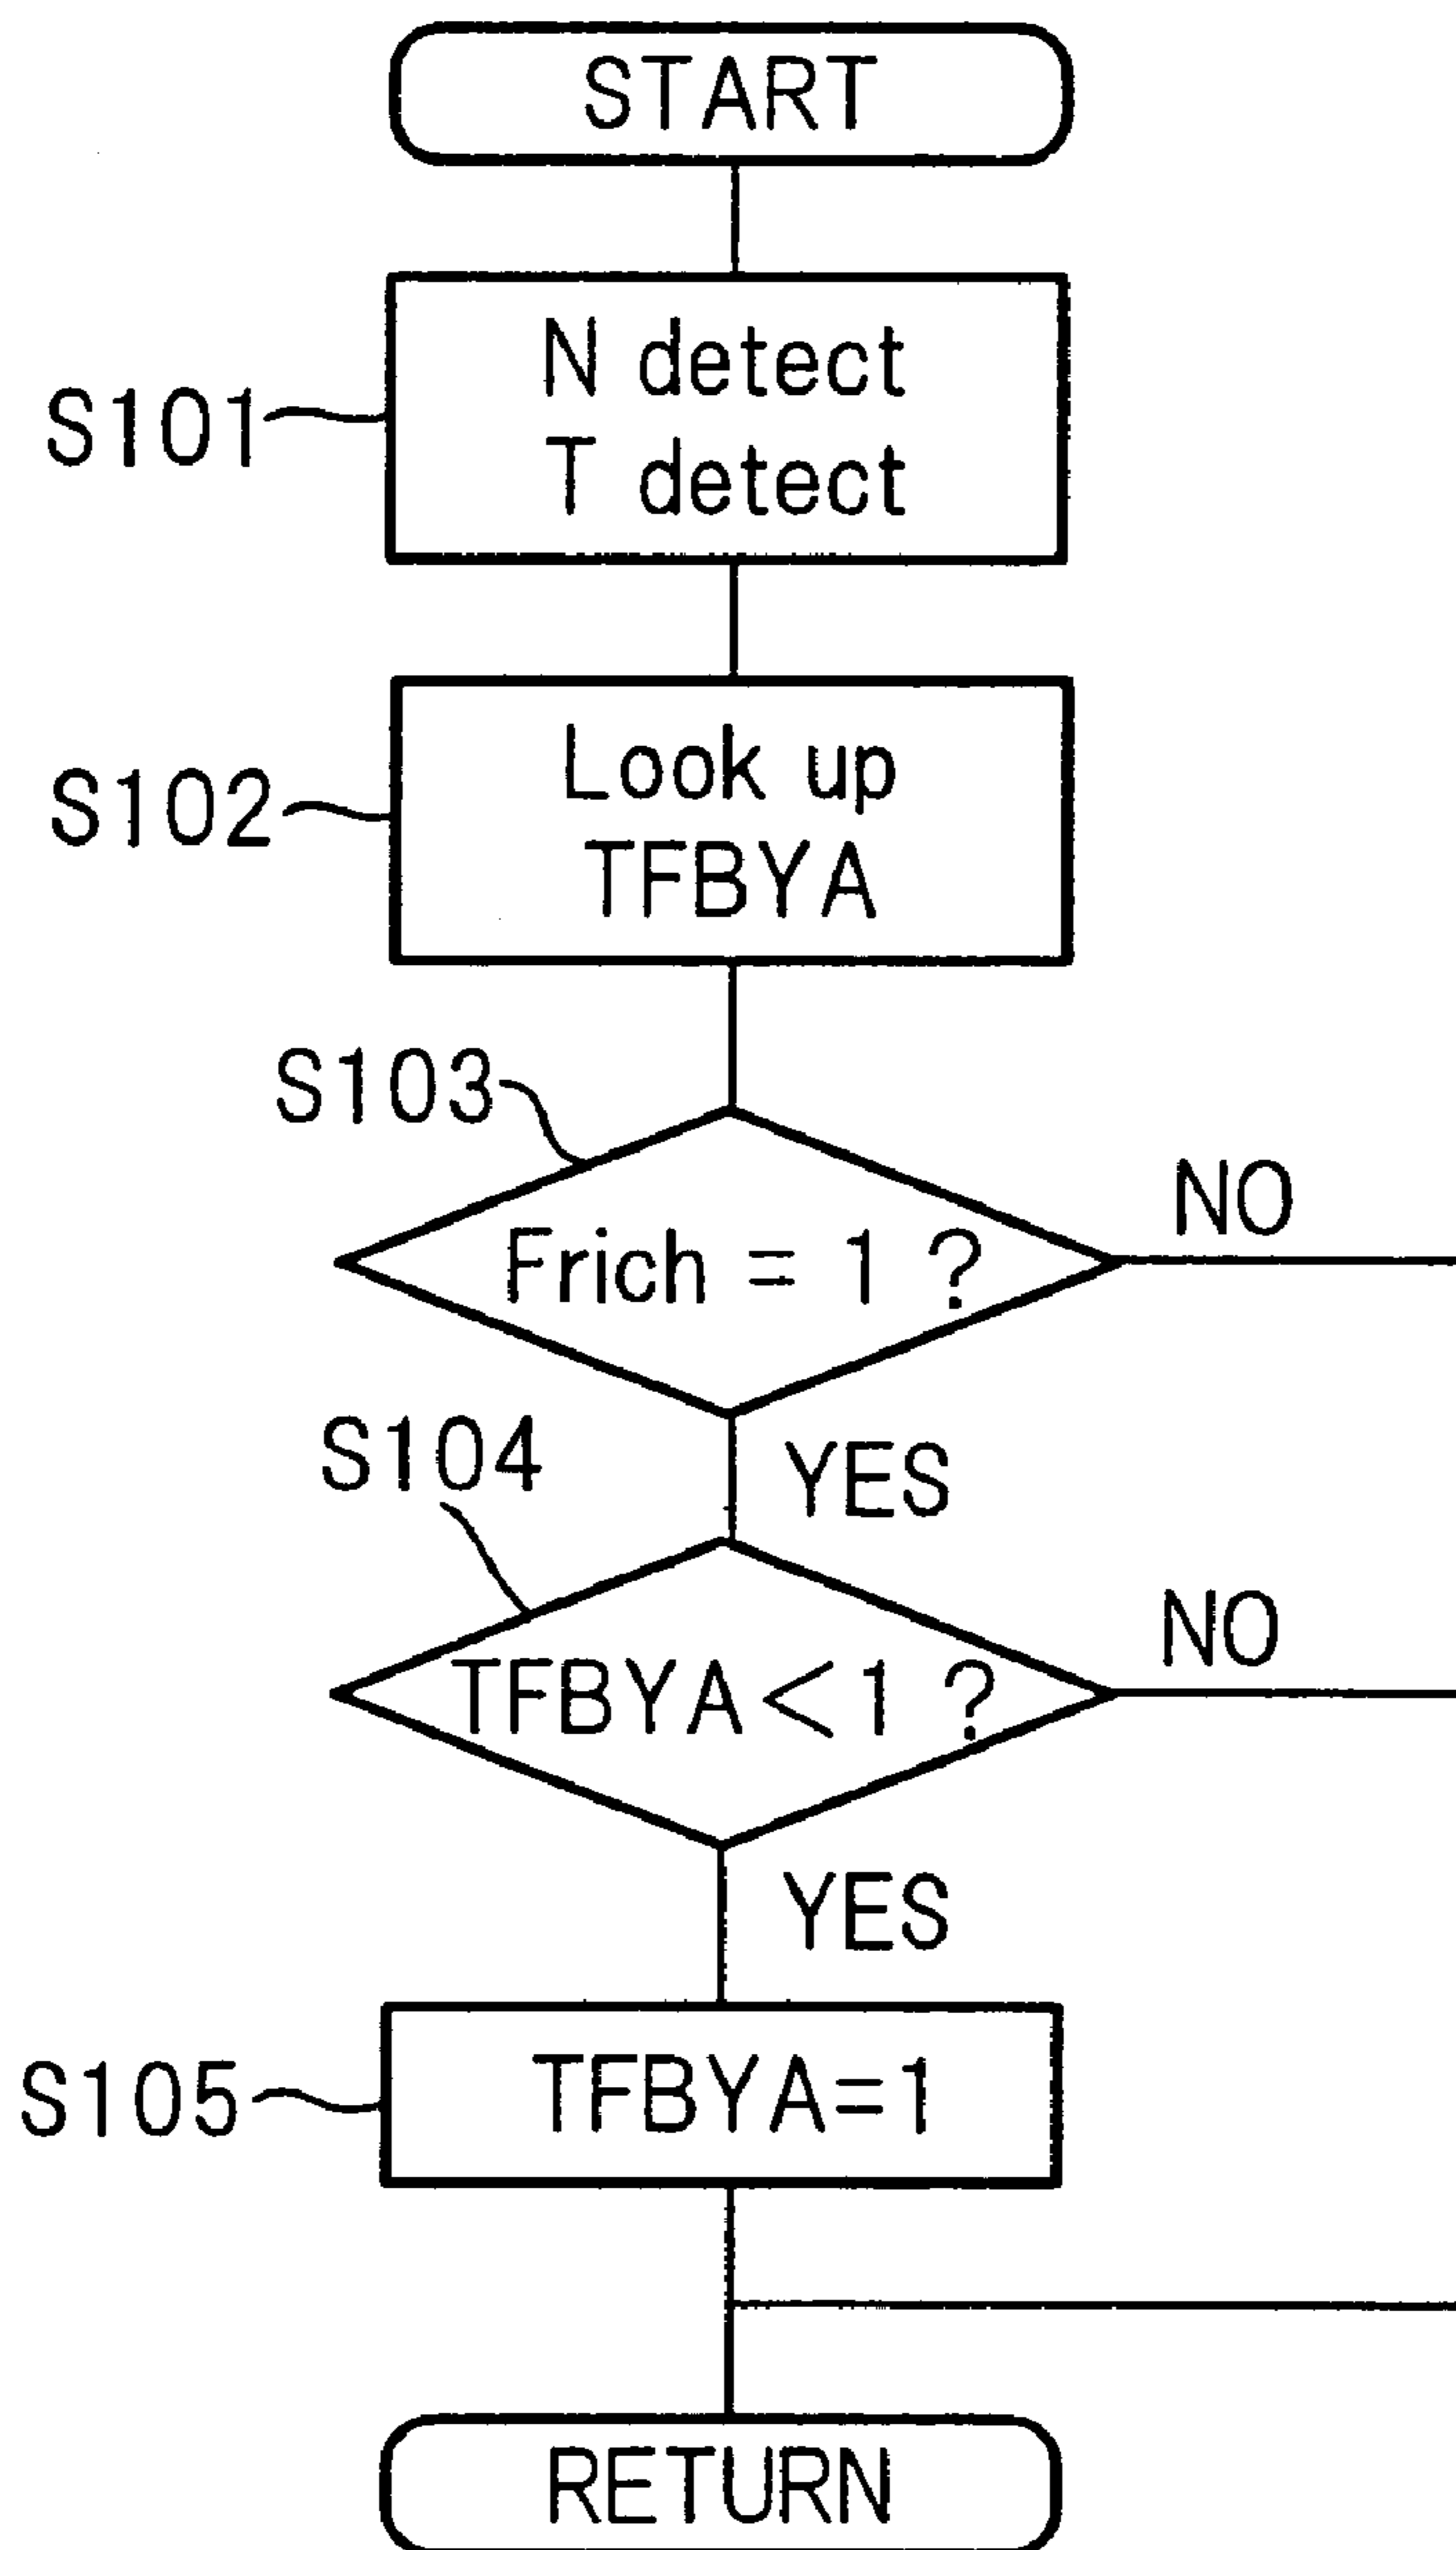 START
S101
N detect
T detect
S102
Look up
TFBYA
S103
Frich = 1 ?
NO
YES
S104
TFBYA<1 ?
NO
YES
S105
TFBYA=1
RETURN